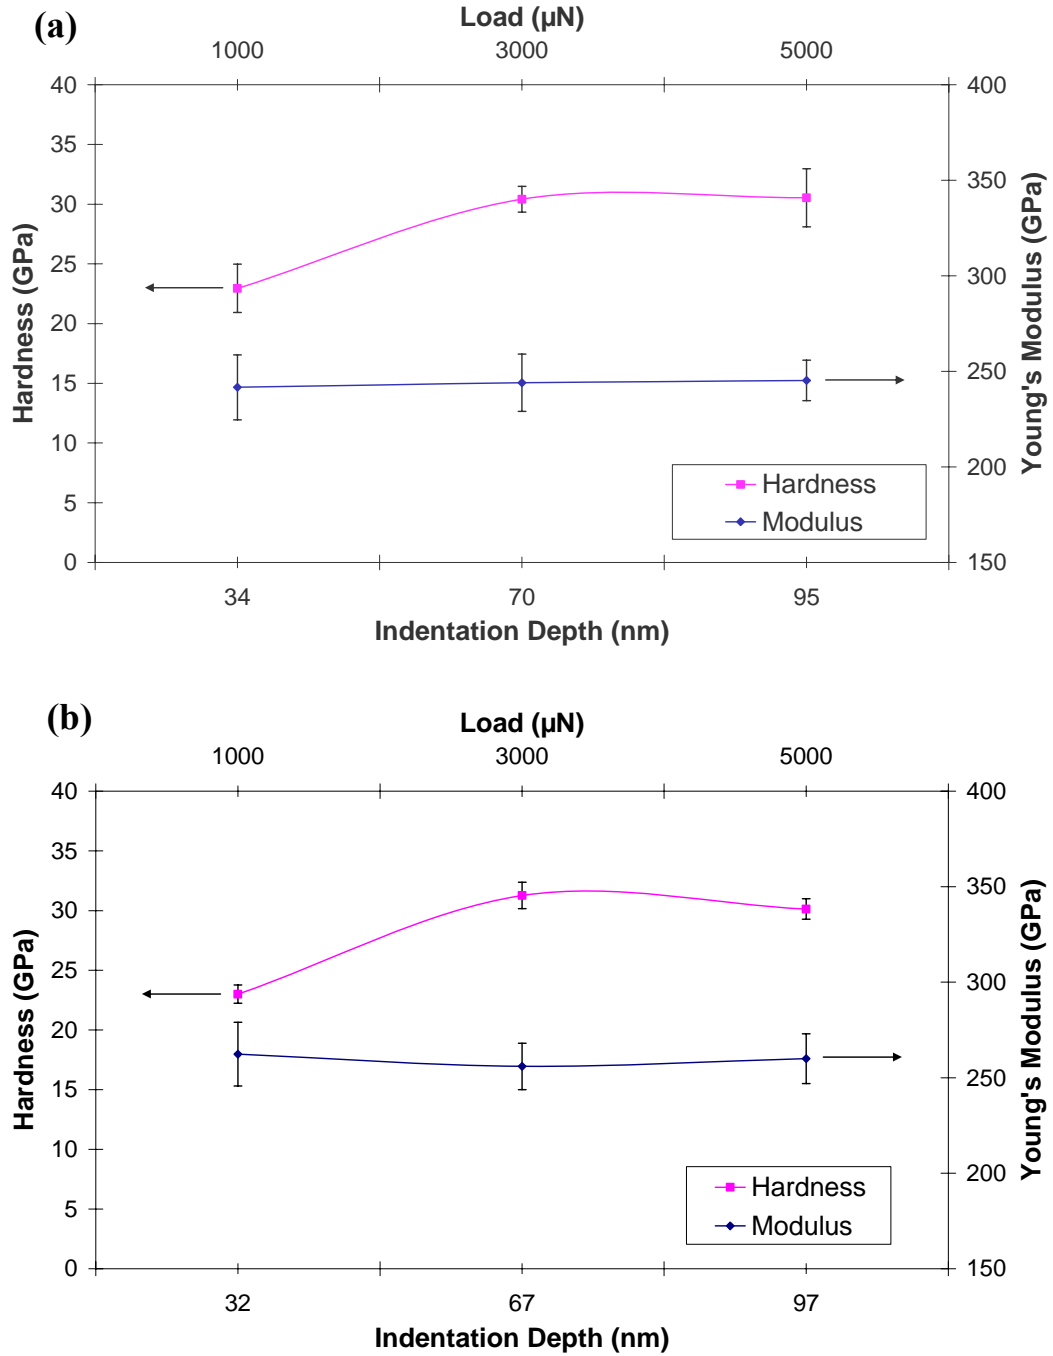 (a)
Load (µN)
1000 3000 5000
40 400
35
350
30
25
300
20
15
250
10
200
5
0 150
Hardness (GPa)
Young's Modulus (GPa)
Hardness
Modulus
34 70 95
Indentation Depth (nm)
(b)
Load (µN)
1000 3000 5000
40 400
35
350
30
25
300
20
15
250
10
200
5
0 150
Hardness (GPa)
Young's Modulus (GPa)
Hardness
Modulus
32 67 97
Indentation Depth (nm)